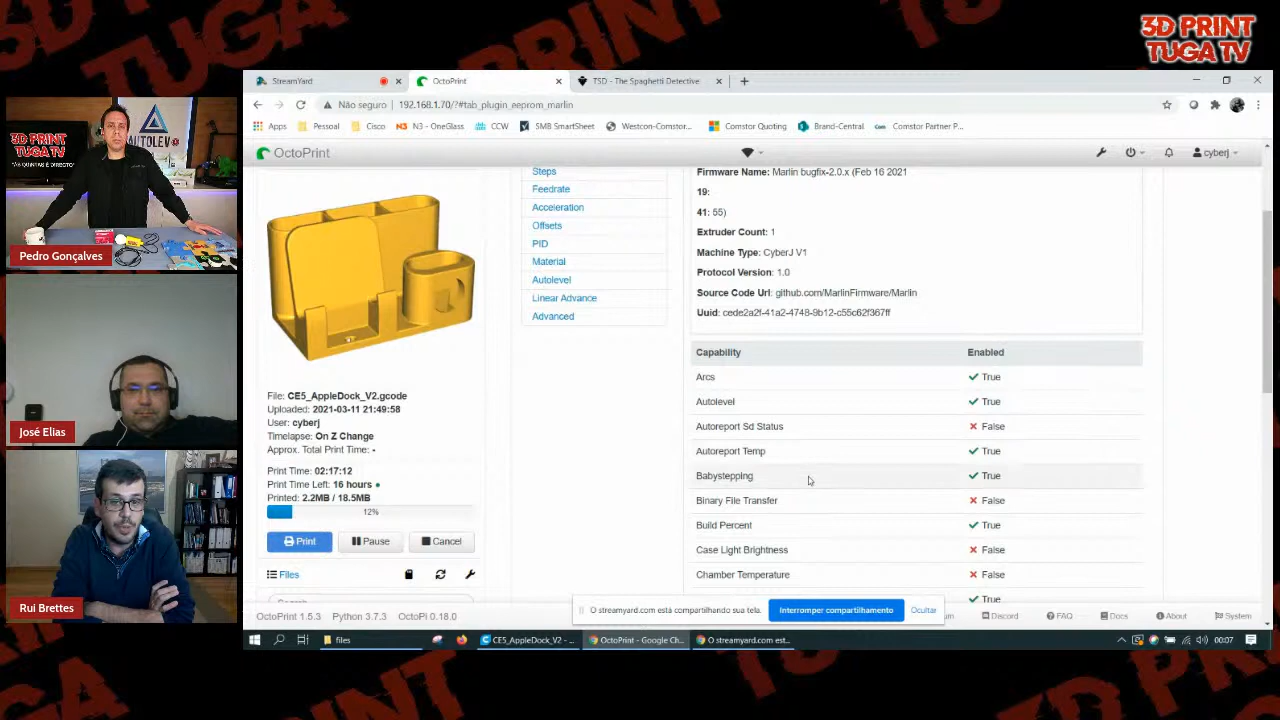 3D PRINT
TUGA TV
StreamYard
OctoPrint
TSD - The Spaghetti Detective
Não seguro
192.168.1.70/?#tab_plugin_eeprom_marlin
Apps
Pessoal
Cisco
N3 - OneGlass
CCW
SMB SmartSheet
Westcon-Comstor...
Comstor Quoting
Brand-Central
Comstor Partner P...
OctoPrint
cyberj
3D PRINT
TUGA TV
AUTOLEV
Pedro Gonçalves
José Elias
Rui Brettes
File: CE5_AppleDock_V2.gcode
Uploaded: 2021-03-11 21:49:58
User: cyberj
Timelapse: On Z Change
Approx. Total Print Time: -
Print Time: 02:17:12
Print Time Left: 16 hours
Printed: 2.2MB / 18.5MB
12%
Print
Pause
Cancel
Files
Steps
Feedrate
Acceleration
Offsets
PID
Material
Autolevel
Linear Advance
Advanced
Firmware Name: Marlin bugfix-2.0.x (Feb 16 2021
19:
41: 55)
Extruder Count: 1
Machine Type: CyberJ V1
Protocol Version: 1.0
Source Code Url: github.com/MarlinFirmware/Marlin
Uuid: cede2a2f-41a2-4748-9b12-c55c62f367ff
Capability Enabled
Arcs True
Autolevel True
Autoreport Sd Status False
Autoreport Temp True
Babystepping True
Binary File Transfer False
Build Percent True
Case Light Brightness False
Chamber Temperature False
True
O streamyard.com está compartilhando sua tela.
Interromper compartilhamento
Ocultar
OctoPrint 1.5.3 Python 3.7.3 OctoPi 0.18.0
Discord
FAQ
Docs
About
System
files
CE5_AppleDock_V2 - ...
OctoPrint - Google Ch...
O streamyard.com est...
00:07